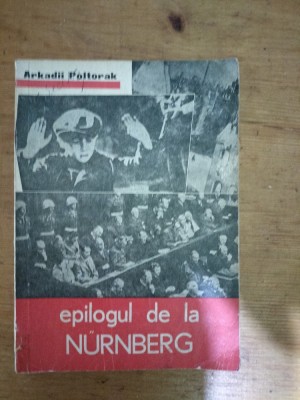 Arkadii Poltorak
epilogul de la
NÜRNBERG